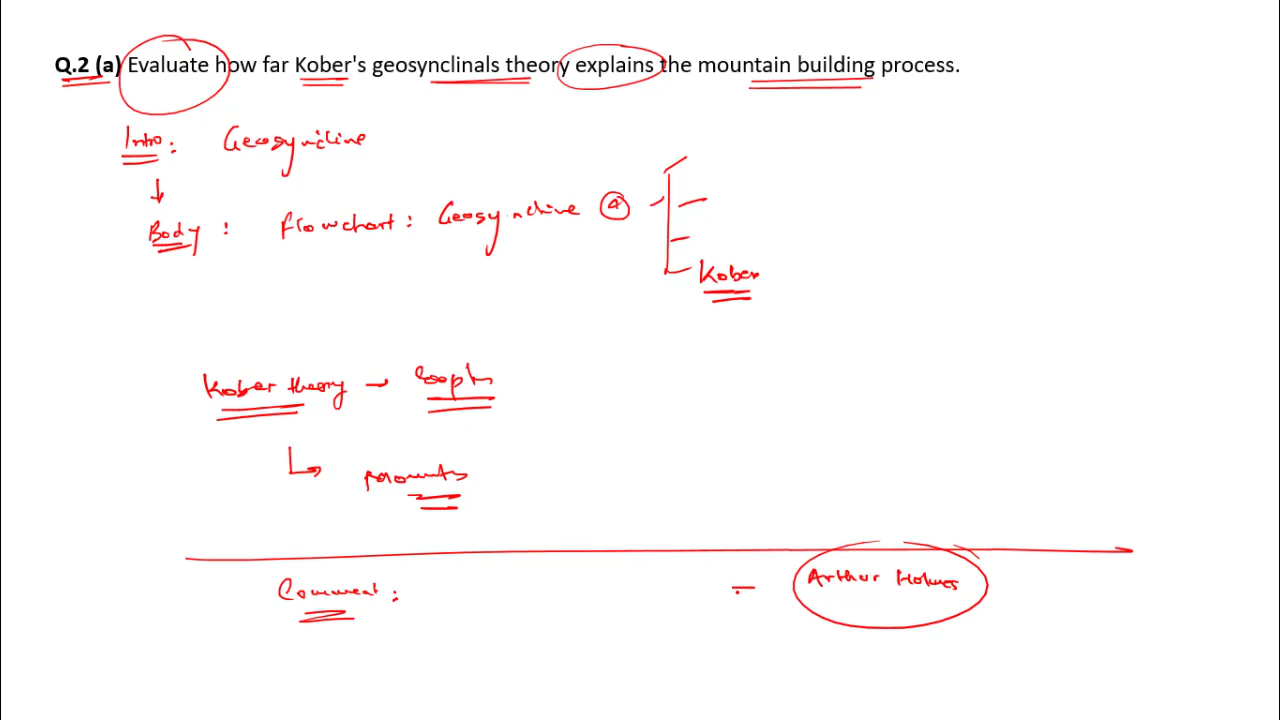 Q.2 (a) Evaluate how far Kober's geosynclinals theory explains the mountain building process.
Intro : Geosyncline
Body : flowchart : Geosyncline 4
Kober
Kober theory →
Comment :
– Arthur Holmes